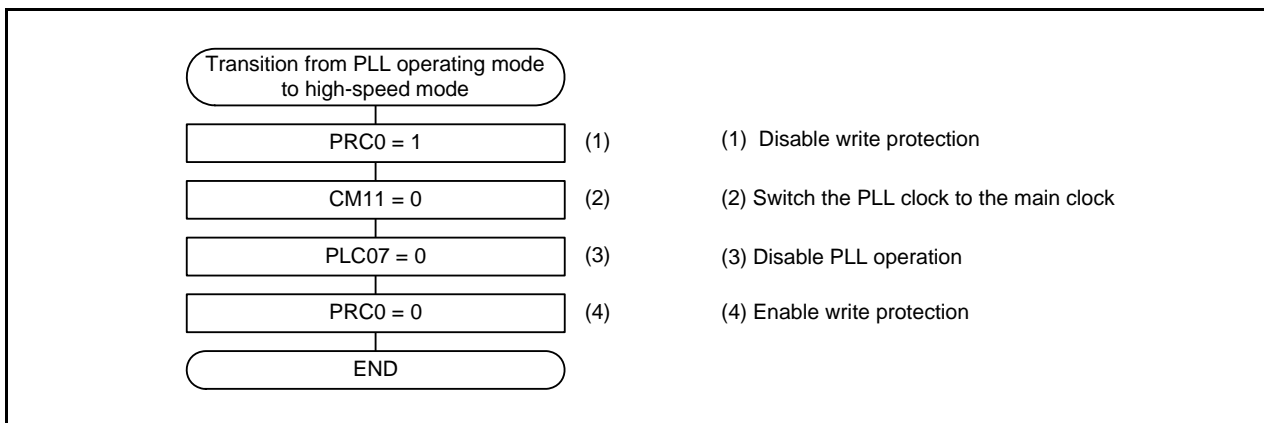 Transition from PLL operating mode
to high-speed mode
PRC0 = 1 (1) (1) Disable write protection
CM11 = 0 (2) (2) Switch the PLL clock to the main clock
PLC07 = 0 (3) (3) Disable PLL operation
PRC0 = 0 (4) (4) Enable write protection
END